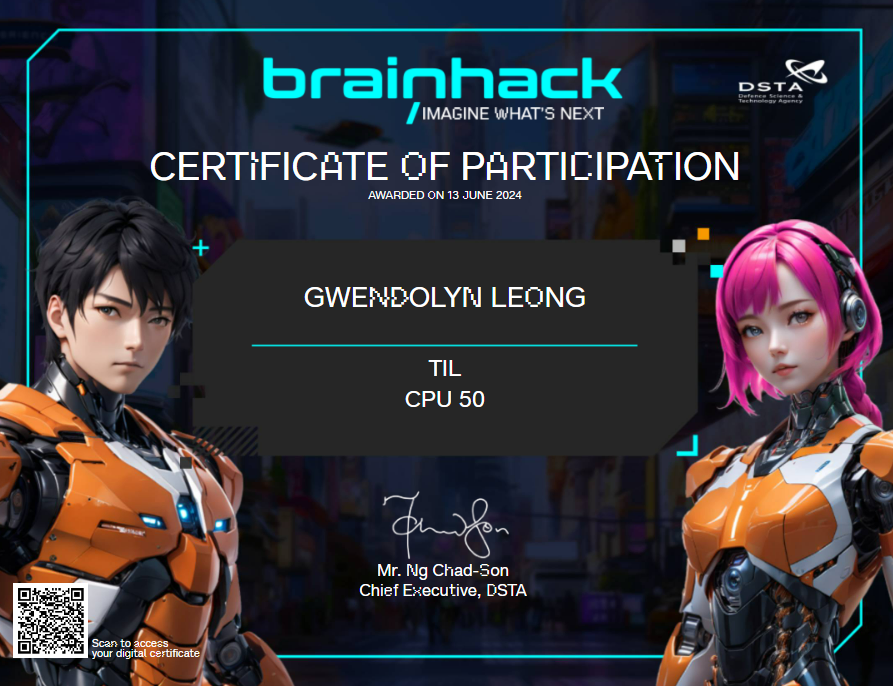 brainhack
/IMAGINE WHAT'S NEXT
DSTA
Defence Science &
Technology Agency
CERTIFICATE OF PARTICIPATION
AWARDED ON 13 JUNE 2024
GWENDOLYN LEONG
TIL
CPU 50
Mr. Ng Chad-Son
Chief Executive, DSTA
Scan to access
your digital certificate